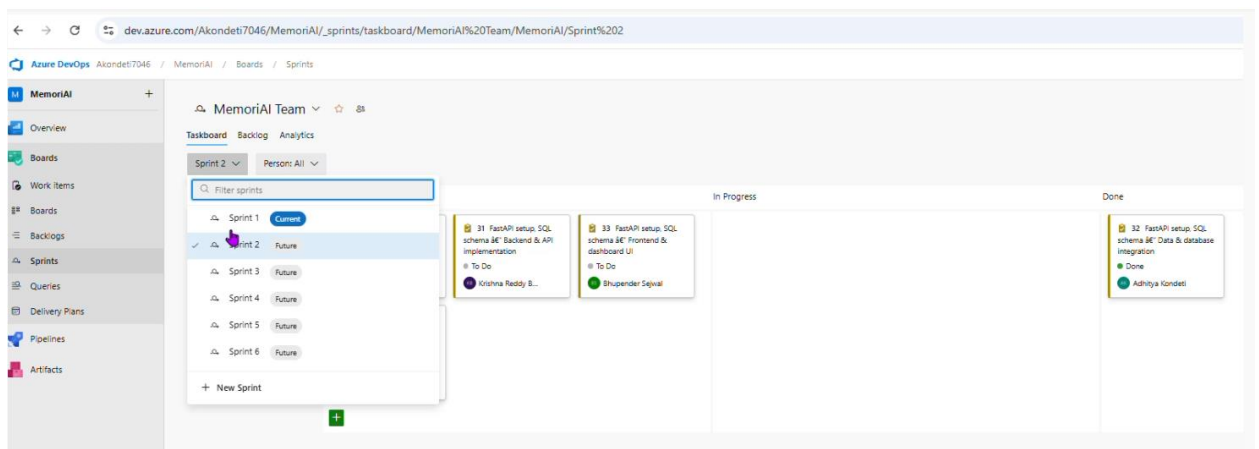 dev.azure.com/Akondeti7046/MemoriAI/_sprints/taskboard/MemoriAI%20Team/MemoriAI/Sprint%202
Azure DevOps Akondeti7046 / MemoriAI / Boards / Sprints
M MemoriAI +
Overview
Boards
Work items
Boards
Backlogs
Sprints
Queries
Delivery Plans
Pipelines
Artifacts
MemoriAI Team
Taskboard Backlog Analytics
Sprint 2 Person: All
Filter sprints
Sprint 1 Current
Sprint 2 Future
Sprint 3 Future
Sprint 4 Future
Sprint 5 Future
Sprint 6 Future
+ New Sprint
31 FastAPI setup, SQL
schema â€" Backend & API
implementation
To Do
Krishna Reddy B...
33 FastAPI setup, SQL
schema â€" Frontend &
dashboard UI
To Do
Bhupender Sejwal
In Progress
Done
32 FastAPI setup, SQL
schema â€" Data & database
integration
Done
Adhitya Kondeti